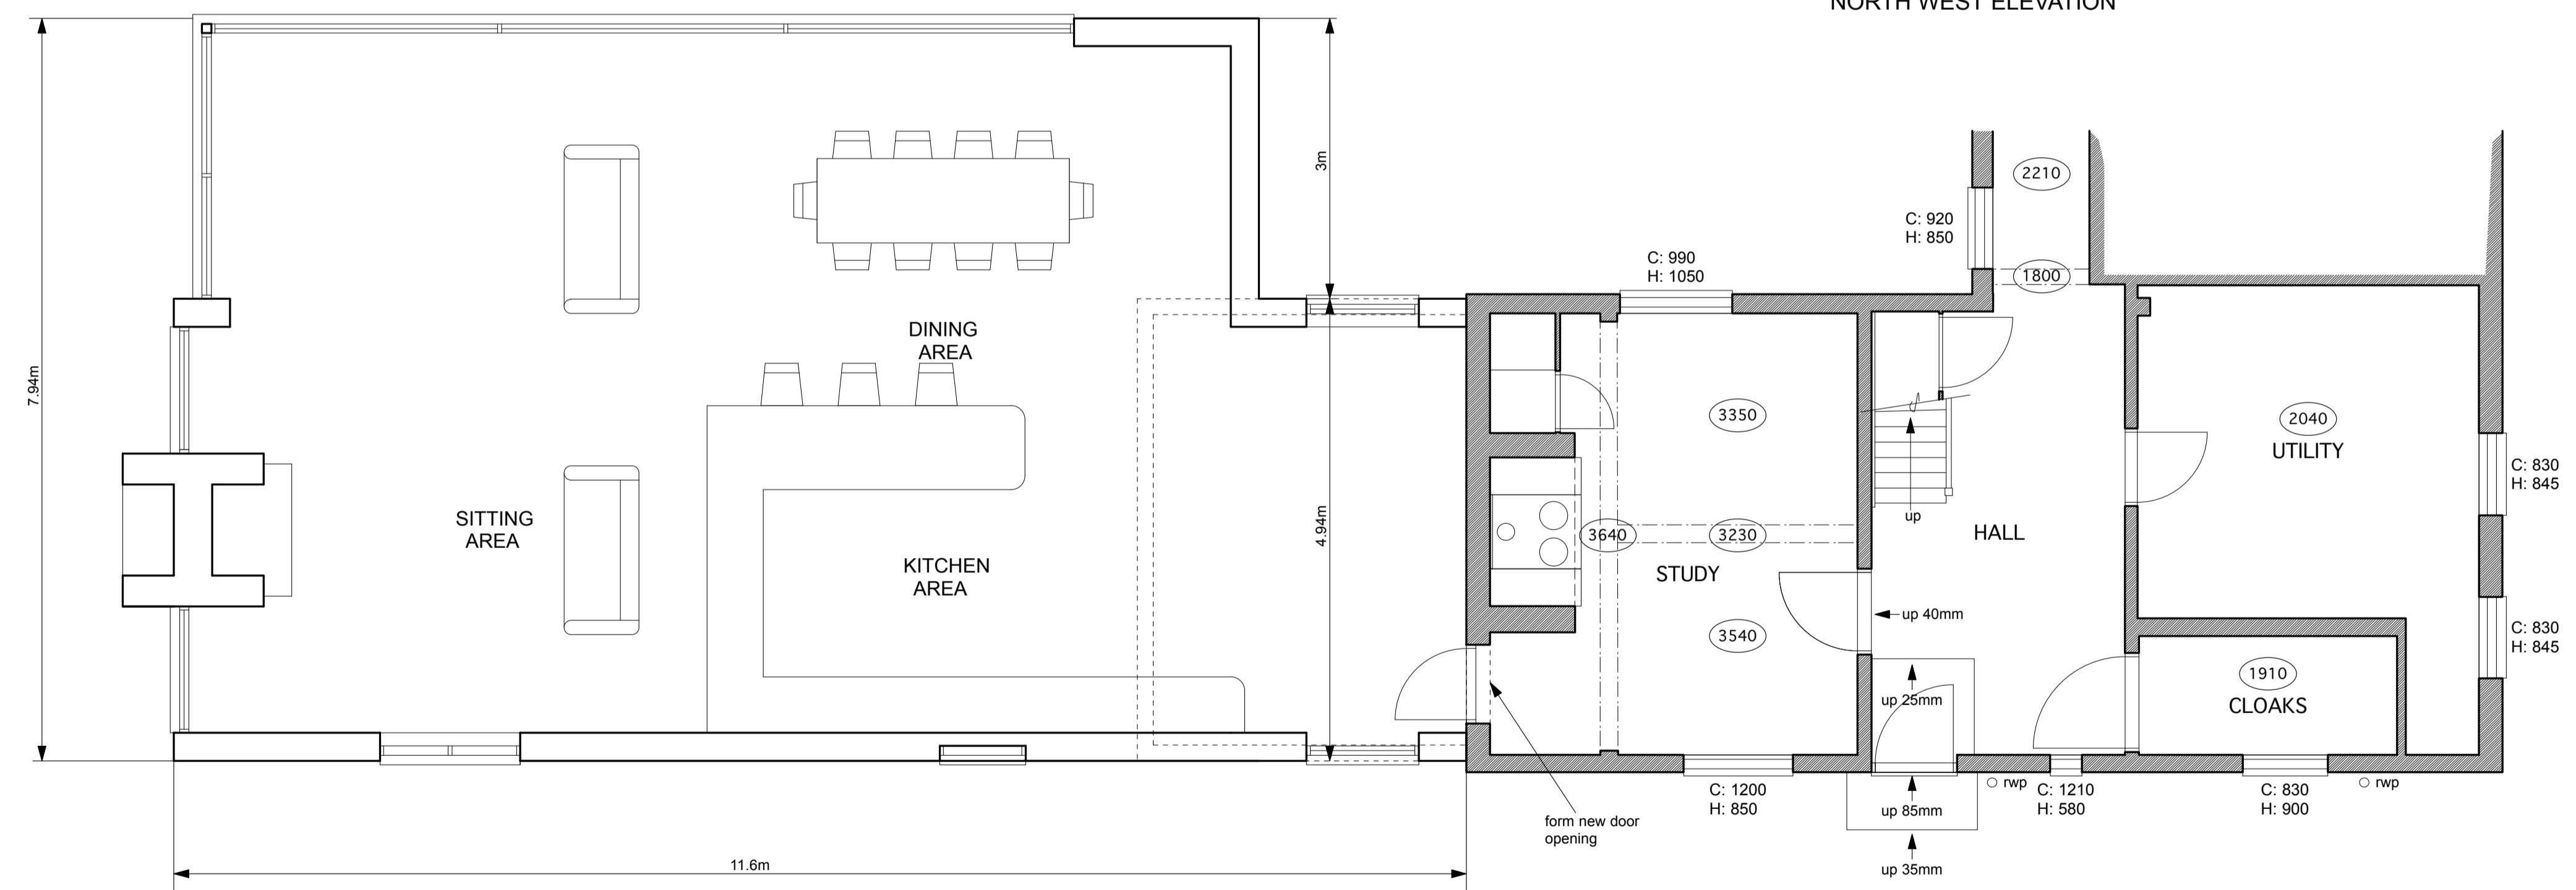 NORTH WEST ELEVATION
7.94m
3m
4.94m
11.6m
DINING
AREA
SITTING
AREA
KITCHEN
AREA
C: 990
H: 1050
C: 920
H: 850
2210
1800
3350
3640
3230
STUDY
3540
up
HALL
up 40mm
up 25mm
up 85mm
up 35mm
2040
UTILITY
1910
CLOAKS
C: 830
H: 845
C: 830
H: 845
form new door
opening
C: 1200
H: 850
rwp
C: 1210
H: 580
C: 830
H: 900
rwp